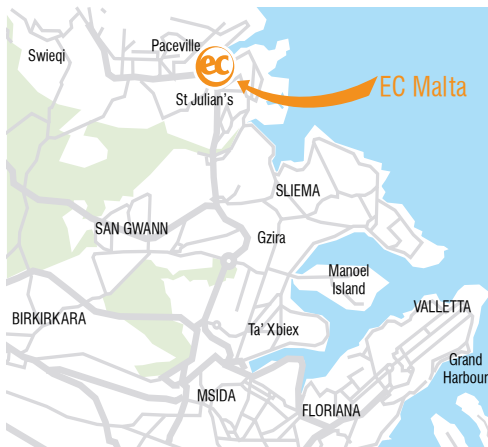 Paceville
Swieqi
ec
EC Malta
St Julian's
SLIEMA
SAN GWANN
Gzira
Manoel
Island
VALLETTA
BIRKIRKARA
Ta' Xbiex
Grand
Harbour
MSIDA
FLORIANA